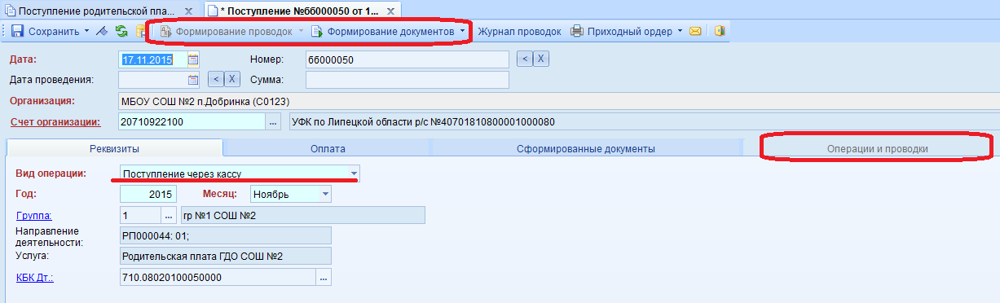 Поступление родительской пла... x * Поступление №66000050 от 1... x
Сохранить Формирование проводок Формирование документов Журнал проводок Приходный ордер
Дата: 17.11.2015 Номер: 66000050 < X
Дата проведения: < X Сумма:
Организация: МБОУ СОШ №2 п.Добринка (С0123)
Счет организации: 20710922100 ... УФК по Липецкой области р/с №40701810800001000080
Реквизиты Оплата Сформированные документы Операции и проводки
Вид операции: Поступление через кассу
Год: 2015 Месяц: Ноябрь
Группа: 1 ... гр №1 СОШ №2
Направление
деятельности: РП000044: 01;
Услуга: Родительская плата ГДО СОШ №2
КБК Дт.: 710.08020100050000 ...